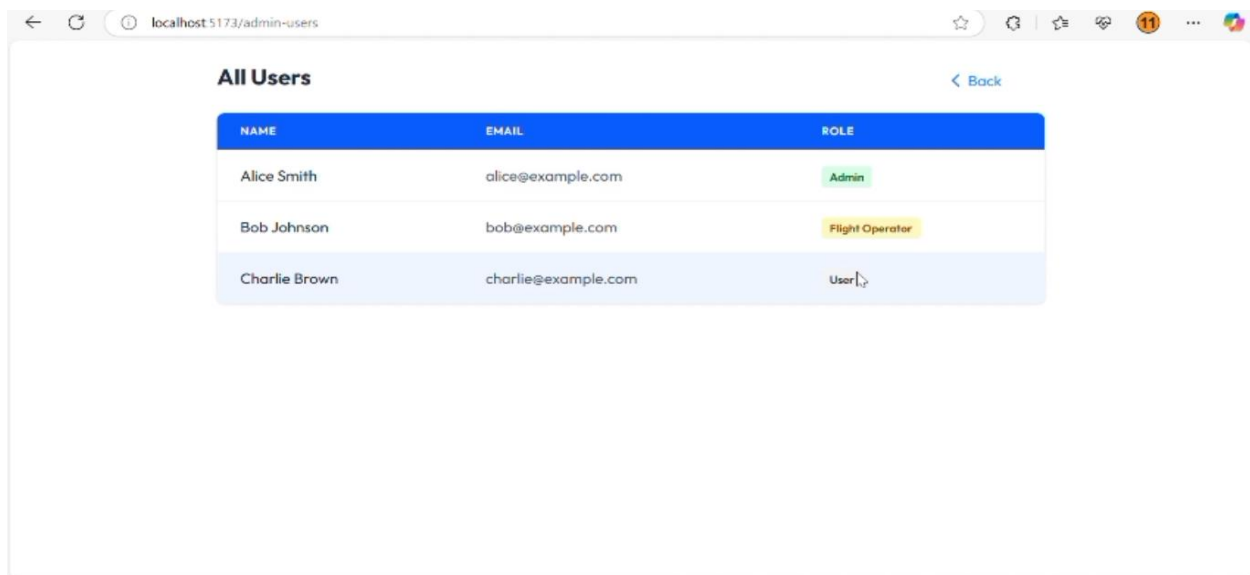 localhost:5173/admin-users
11
All Users
Back
NAME EMAIL ROLE
Alice Smith alice@example.com Admin
Bob Johnson bob@example.com Flight Operator
Charlie Brown charlie@example.com User